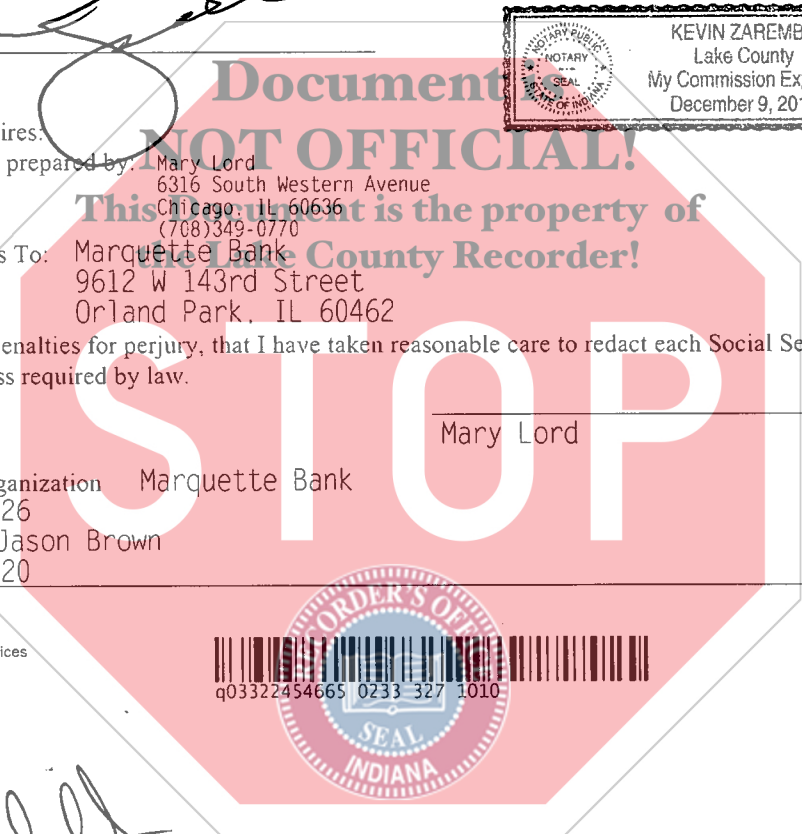 KEVIN ZAREMB
Lake County
My Commission Ex
December 9, 201
NOTARY PUBLIC
NOTARY
SEAL
STATE OF INDIANA
Document is
NOT OFFICIAL!
This Document is the property of
the Lake County Recorder!
ires:
prepared by: Mary Lord
6316 South Western Avenue
Chicago, IL 60636
(708)349-0770
s To: Marquette Bank
9612 W 143rd Street
Orland Park, IL 60462
enalties for perjury, that I have taken reasonable care to redact each Social Se
ss required by law.
STOP
Mary Lord
ganization Marquette Bank
26
Jason Brown
20
ices
q03322454665 0233 327 1010
RECORDER'S OFFICE
SEAL
INDIANA